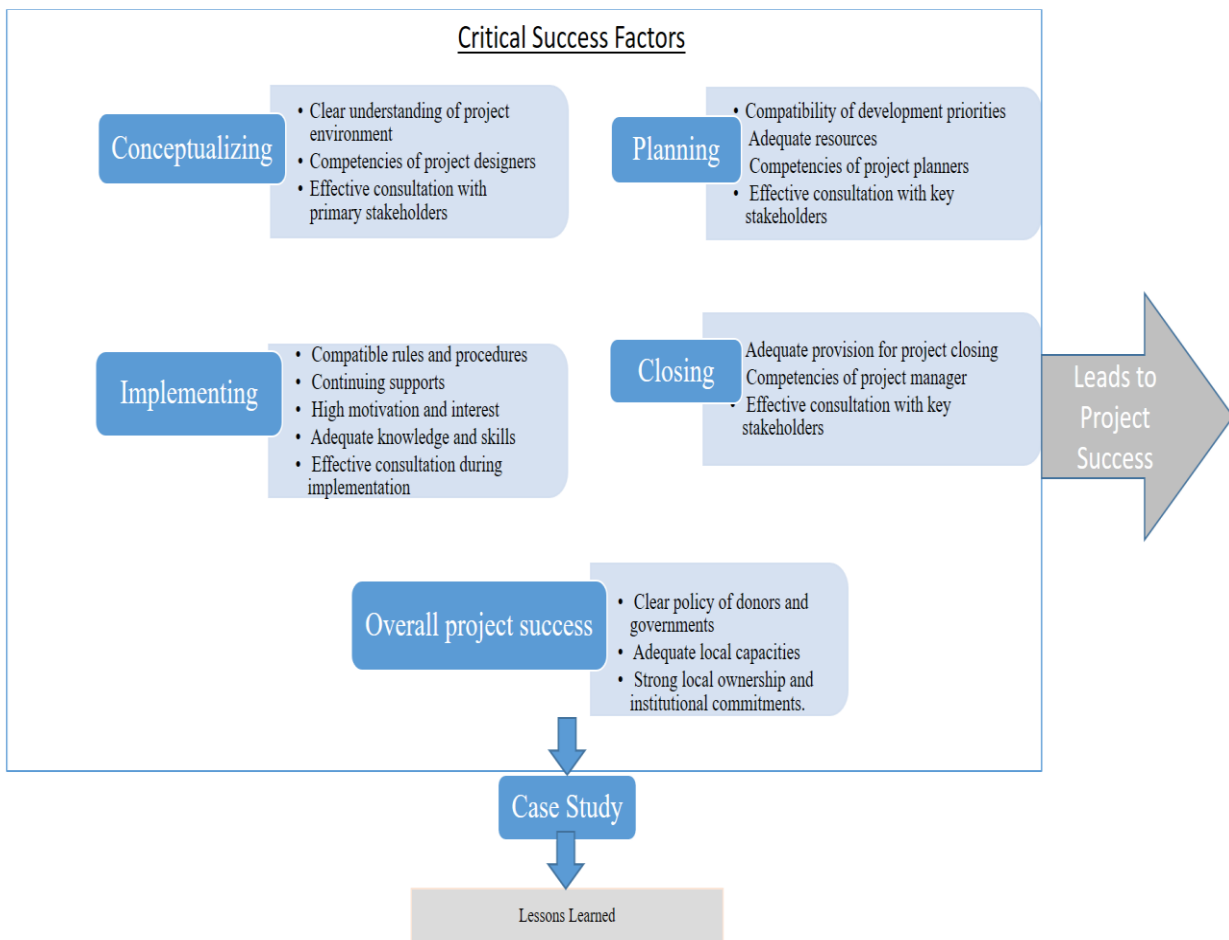 Critical Success Factors
Conceptualizing
• Clear understanding of project
environment
• Competencies of project designers
• Effective consultation with
primary stakeholders
Planning
• Compatibility of development priorities
Adequate resources
Competencies of project planners
• Effective consultation with key
stakeholders
Implementing
• Compatible rules and procedures
• Continuing supports
• High motivation and interest
• Adequate knowledge and skills
• Effective consultation during
implementation
Closing
Adequate provision for project closing
Competencies of project manager
• Effective consultation with key
stakeholders
Leads to
Project
Success
Overall project success
• Clear policy of donors and
governments
• Adequate local capacities
• Strong local ownership and
institutional commitments.
Case Study
Lessons Learned